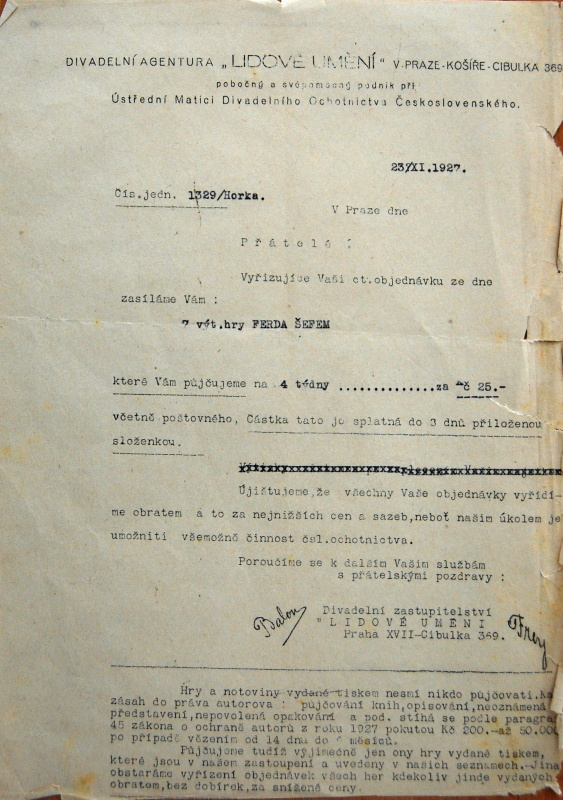 DIVADELNÍ AGENTURA „LIDOVÉ UMĚNÍ" V-PRAZE-KOŠÍŘE-CIBULKA 369
pobočný a svépomocný podnik při
Ústřední Matici Divadelního Ochotnictva Československého.
23/XI.1927.
Čís.jedn. 1329/Horka.
V Praze dne
Přátelé !
Vyřizujíce Vaši ct.objednávku ze dne
zasíláme Vám :
7 výt.hry FERDA ŠEFEM
které Vám půjčujeme na 4 týdny ..............za Kč 25.-
včetně poštovného, Částka tato je splatná do 3 dnů přiloženou
složenkou.
Ujišťujeme,že všechny Vaše objednávky vyřídí-
me obratem a to za nejnižších cen a sazeb,neboť naším úkolem je
umožniti všemožně činnost čsl.ochotnictva.
Poroučíme se k dalším Vašim službám
s přátelskými pozdravy :
Divadelní zastupitelství
"LIDOVÉ UMĚNÍ
Praha XVII-Cibulka 369.
Hry a notoviny vydané tiskem nesmí nikdo půjčovati.
zásah do práva autorova : půjčování knih,opisování,neoznámená
představení,nepovolená opakování a pod. stíhá se podle paragra
45 zákona o ochraně autorů z roku 1927 pokutou Kč 200.- až 50.000
po případě vězením od 14 dnů do 6 měsíců.
Půjčujeme tudíž výjimečně jen ony hry vydané tiskem,
které jsou v našem zastoupení a uvedeny v našich seznamech.- Jina
obstaráme vyřízení objednávek všech her kdekoliv jinde vydaných
obratem,bez dobírek,za snížené ceny.